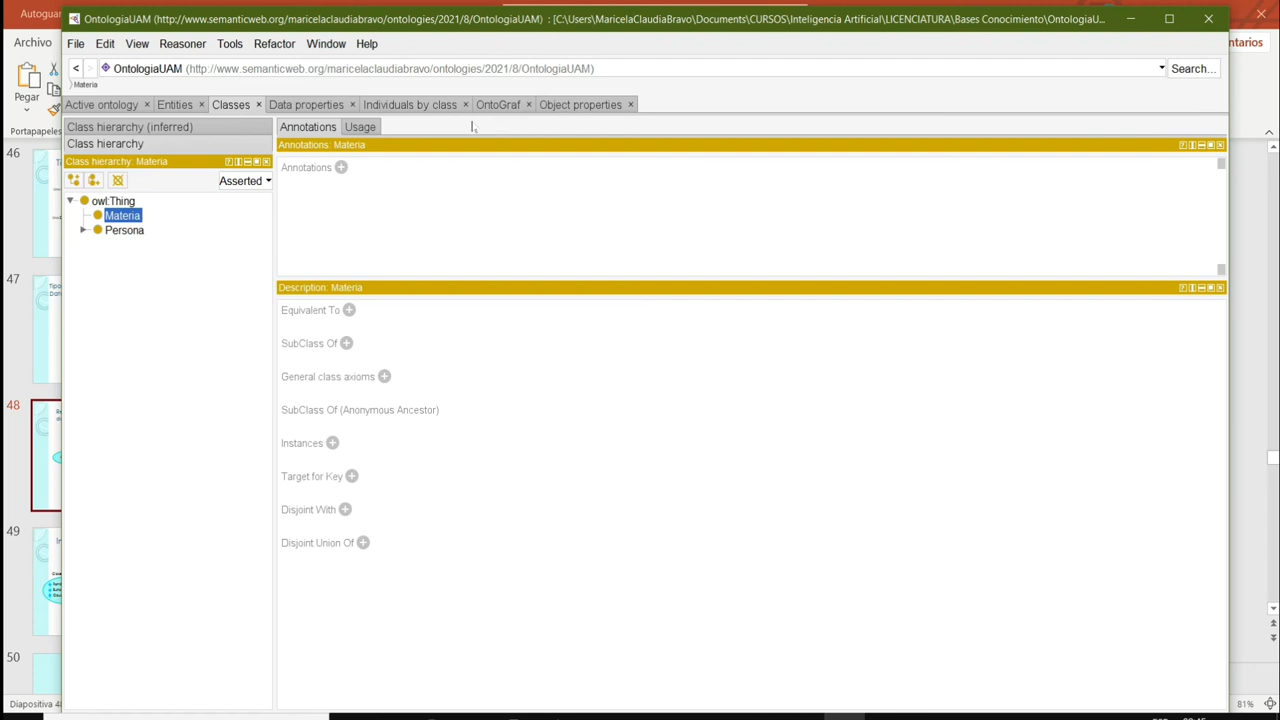 Autoguar
Archivo
Pegar
Portapapeles
46
47
Tipo
Dato
48
49
50
Diapositiva 48
OntologiaUAM (http://www.semanticweb.org/maricelaclaudiabravo/ontologies/2021/8/OntologiaUAM) : [C:\Users\MaricelaClaudiaBravo\Documents\CURSOS\Inteligencia Artificial\LICENCIATURA\Bases Conocimiento\OntologiaU...
File Edit View Reasoner Tools Refactor Window Help
< > OntologiaUAM (http://www.semanticweb.org/maricelaclaudiabravo/ontologies/2021/8/OntologiaUAM) Search...
Materia
Active ontology × Entities × Classes × Data properties × Individuals by class × OntoGraf × Object properties ×
Class hierarchy (inferred)
Class hierarchy
Class hierarchy: Materia
Asserted
owl:Thing
Materia
Persona
Annotations Usage
Annotations: Materia
Annotations
Description: Materia
Equivalent To
SubClass Of
General class axioms
SubClass Of (Anonymous Ancestor)
Instances
Target for Key
Disjoint With
Disjoint Union Of
ntarios
81%